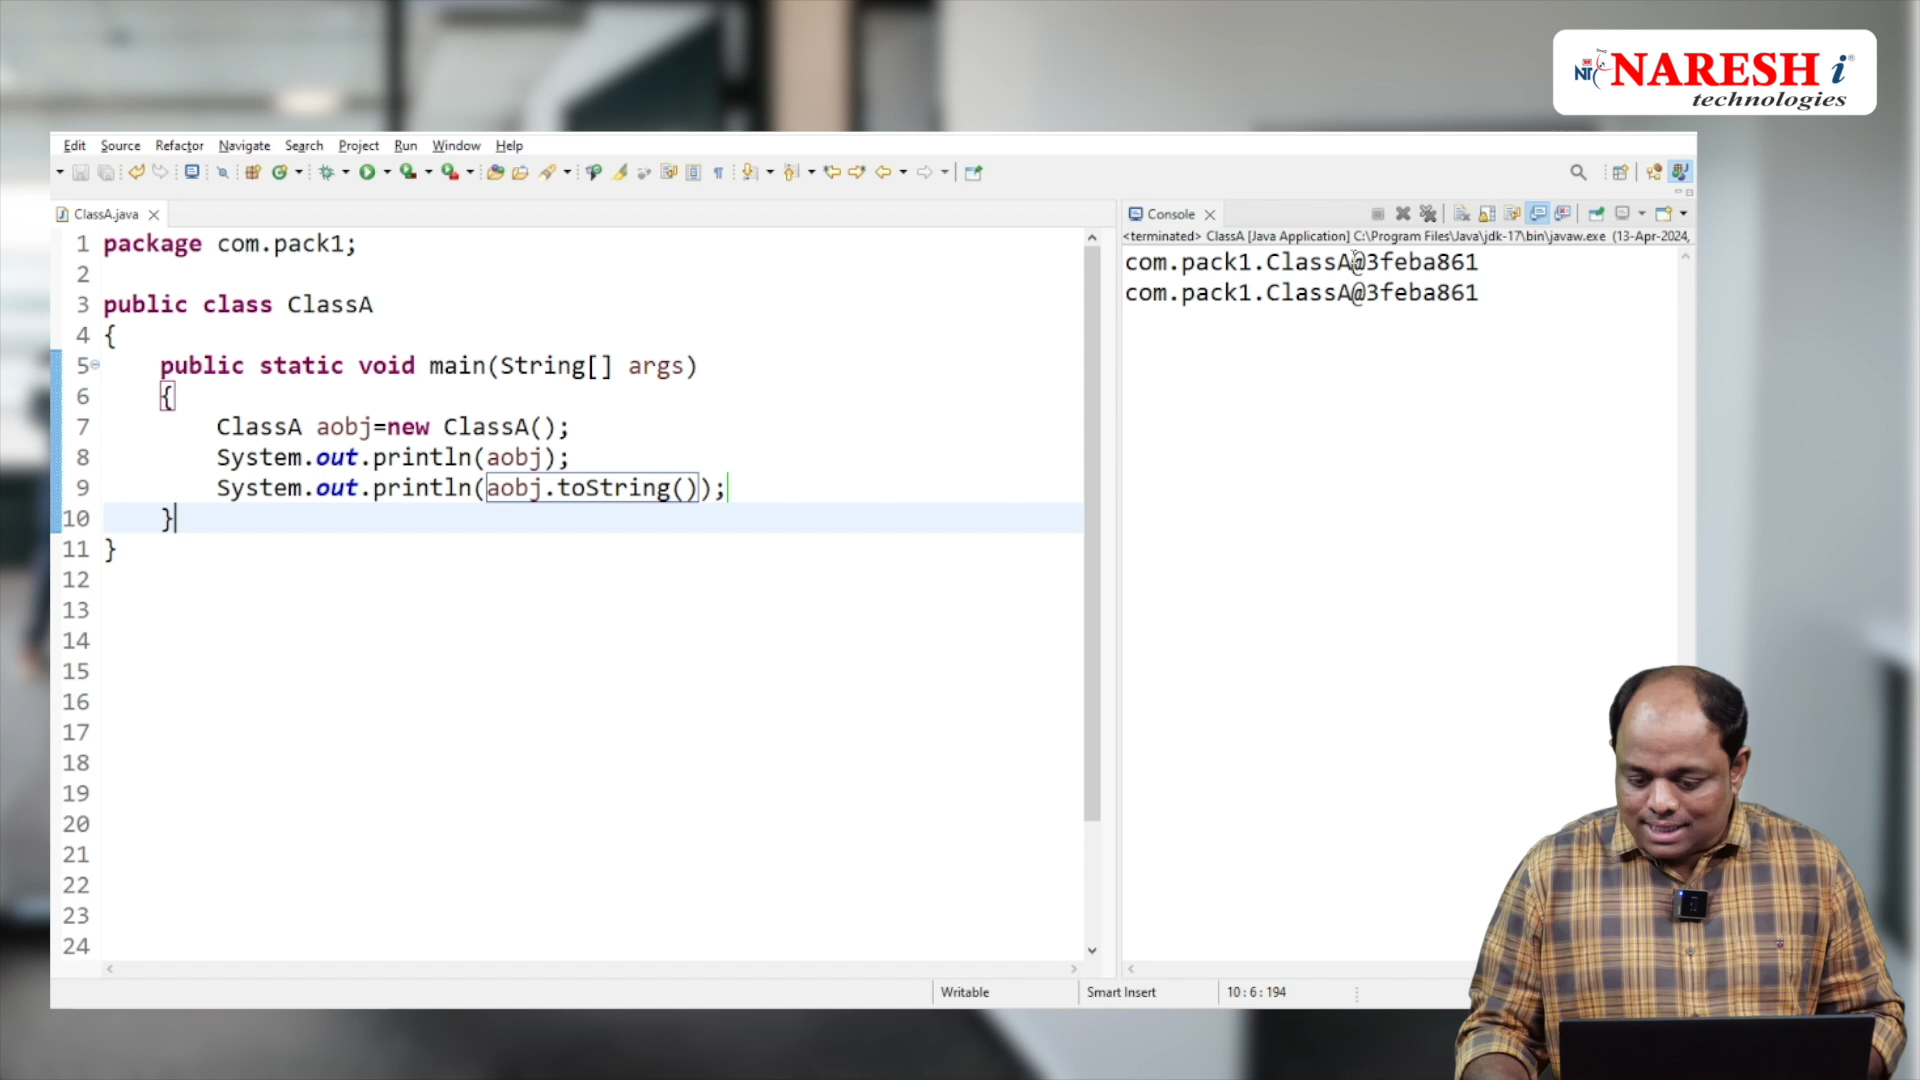 NARESH i
technologies
Edit Source Refactor Navigate Search Project Run Window Help
ClassA.java
Console
<terminated> ClassA [Java Application] C:\Program Files\Java\jdk-17\bin\javaw.exe (13-Apr-2024,
com.pack1.ClassA@3feba861
com.pack1.ClassA@3feba861
1 package com.pack1;
2
3 public class ClassA
4 {
5     public static void main(String[] args)
6     {
7         ClassA aobj=new ClassA();
8         System.out.println(aobj);
9         System.out.println(aobj.toString());
10     }
11 }
12
13
14
15
16
17
18
19
20
21
22
23
24
Writable Smart Insert 10 : 6 : 194